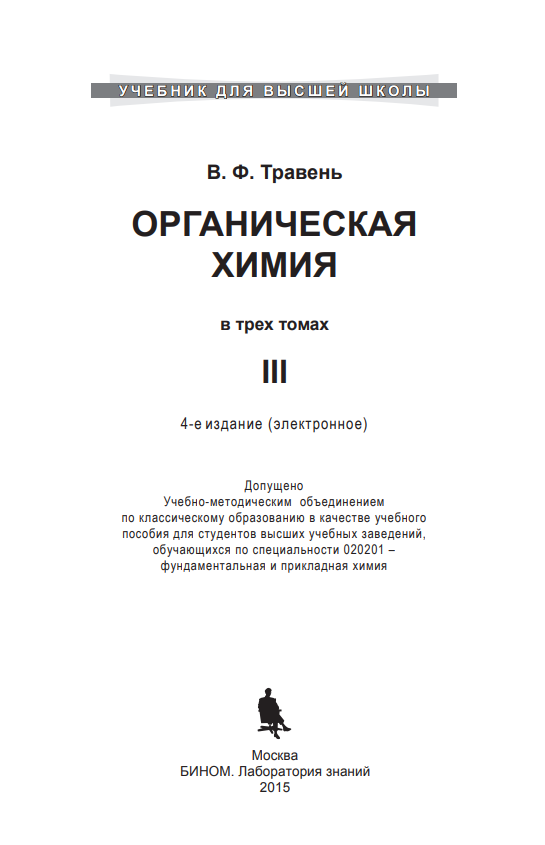 УЧЕБНИК ДЛЯ ВЫСШЕЙ ШКОЛЫ
В. Ф. Травень
ОРГАНИЧЕСКАЯ
ХИМИЯ
в трех томах
III
4-е издание (электронное)
Допущено
Учебно-методическим объединением
по классическому образованию в качестве учебного
пособия для студентов высших учебных заведений,
обучающихся по специальности 020201 –
фундаментальная и прикладная химия
Москва
БИНОМ. Лаборатория знаний
2015